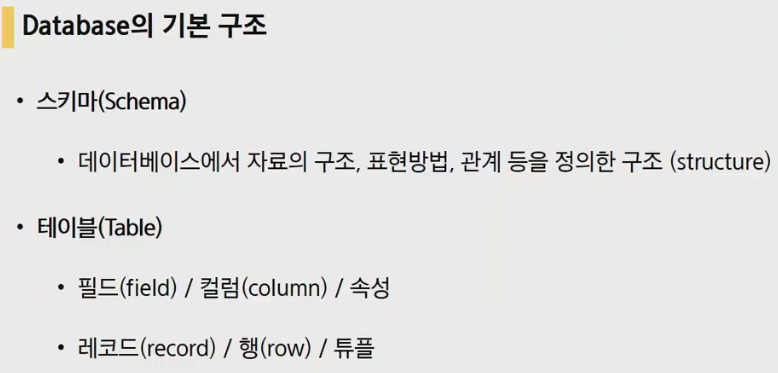 Database의 기본 구조
• 스키마(Schema)
• 데이터베이스에서 자료의 구조, 표현방법, 관계 등을 정의한 구조 (structure)
• 테이블(Table)
• 필드(field) / 컬럼(column) / 속성
• 레코드(record) / 행(row) / 튜플